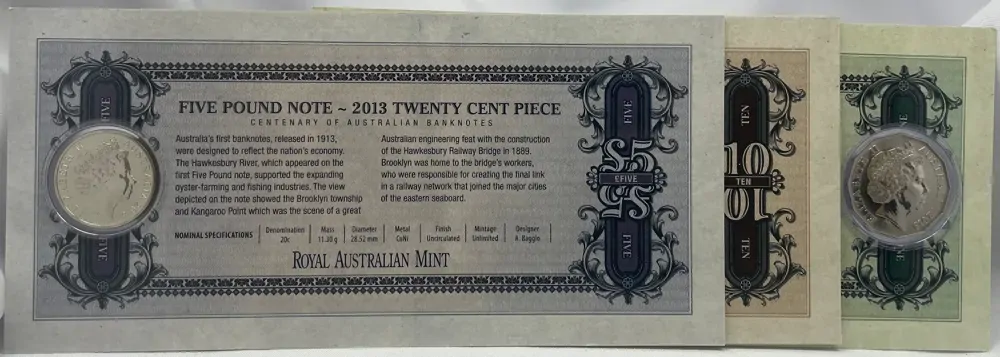 FIVE POUND NOTE ~ 2013 TWENTY CENT PIECE
CENTENARY OF AUSTRALIAN BANKNOTES
Australia's first banknotes, released in 1913,
were designed to reflect the nation's economy.
The Hawkesbury River, which appeared on the
first Five Pound note, supported the expanding
oyster-farming and fishing industries. The view
depicted on the note showed the Brooklyn township
and Kangaroo Point which was the scene of a great
Australian engineering feat with the construction
of the Hawkesbury Railway Bridge in 1889.
Brooklyn was home to the bridge's workers,
who were responsible for creating the final link
in a railway network that joined the major cities
of the eastern seaboard.
NOMINAL SPECIFICATIONS
Denomination
20c
Mass
11.30 g
Diameter
28.52 mm
Metal
CuNi
Finish
Uncirculated
Mintage
Unlimited
Designer
A. Baggio
ROYAL AUSTRALIAN MINT
FIVE
FIVE
FIVE
£5
£FIVE
£5
FIVE
TEN
10
TEN
10
TEN